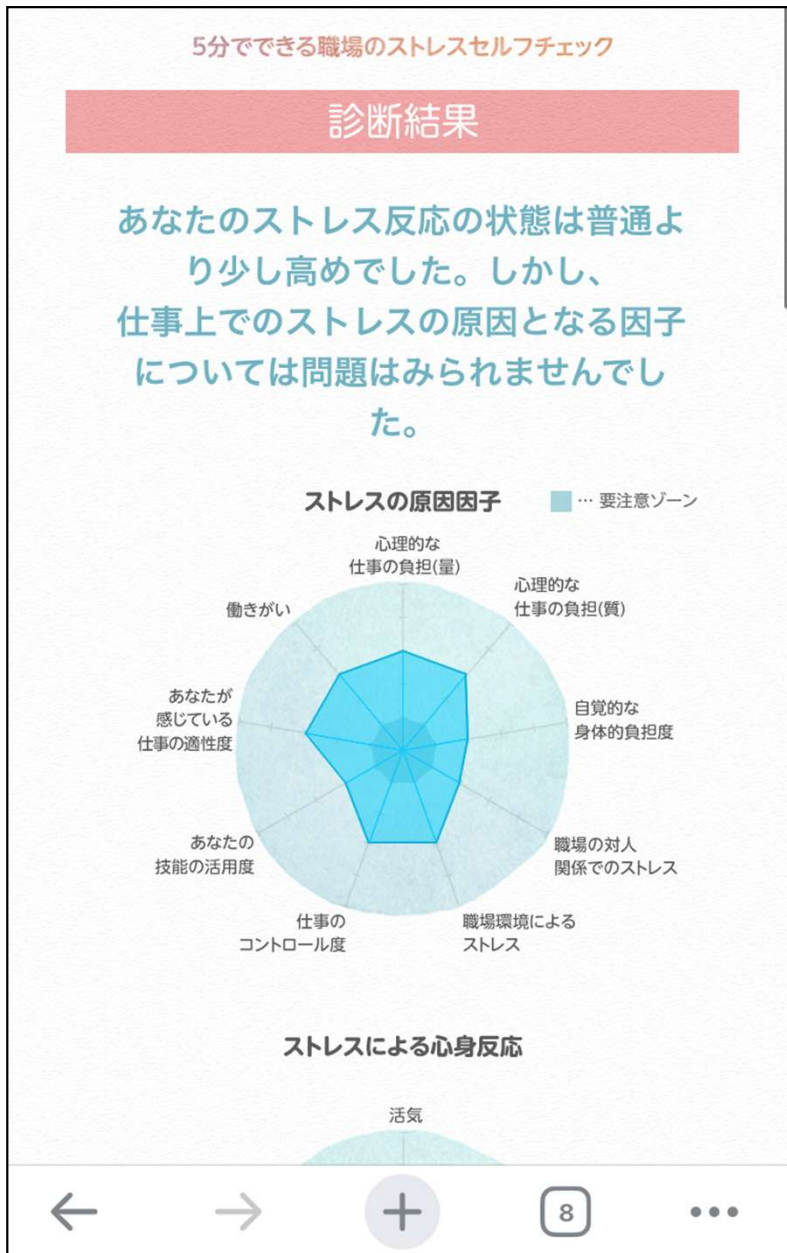 5分でできる職場のストレスセルフチェック
診断結果
あなたのストレス反応の状態は普通よ
り少し高めでした。しかし、
仕事上でのストレスの原因となる因子
については問題はみられませんでし
た。
ストレスの原因因子
… 要注意ゾーン
心理的な
仕事の負担(量)
心理的な
仕事の負担(質)
自覚的な
身体的負担度
職場の対人
関係でのストレス
職場環境による
ストレス
仕事の
コントロール度
あなたの
技能の活用度
あなたが
感じている
仕事の適性度
働きがい
ストレスによる心身反応
活気
8